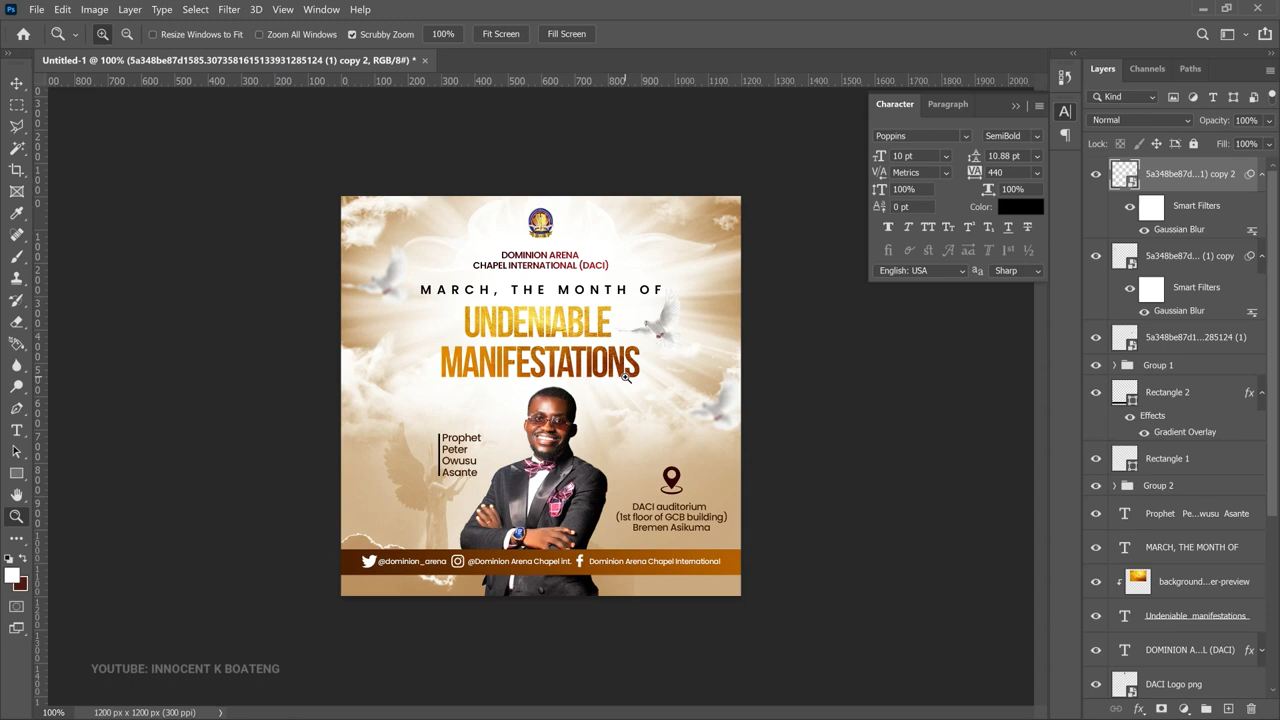 File Edit Image Layer Type Select Filter 3D View Window Help
Resize Windows to Fit Zoom All Windows Scrubby Zoom 100% Fit Screen Fill Screen
Untitled-1 @ 100% (5a348be87d1585.3073581615133931285124 (1) copy 2, RGB/8#) * ×
DOMINION ARENA
CHAPEL INTERNATIONAL (DACI)
MARCH, THE MONTH OF
UNDENIABLE
MANIFESTATIONS
Prophet
Peter
Owusu
Asante
DACI auditorium
(1st floor of GCB building)
Bremen Asikuma
@dominion_arena @Dominion Arena Chapel int. Dominion Arena Chapel International
YOUTUBE: INNOCENT K BOATENG
100% 1200 px x 1200 px (300 ppi)
Character Paragraph
Poppins SemiBold
10 pt 10.88 pt
Metrics 440
100% 100%
0 pt Color:
English: USA Sharp
Layers Channels Paths
Kind
Normal Opacity: 100%
Lock: Fill: 100%
5a348be87d...1) copy 2
Smart Filters
Gaussian Blur
5a348be87d... (1) copy
Smart Filters
Gaussian Blur
5a348be87d1...285124 (1)
Group 1
Rectangle 2 fx
Effects
Gradient Overlay
Rectangle 1
Group 2
Prophet Pe...wusu Asante
MARCH, THE MONTH OF
background...er-preview
Undeniable manifestations
DOMINION A...L (DACI) fx
DACI Logo png